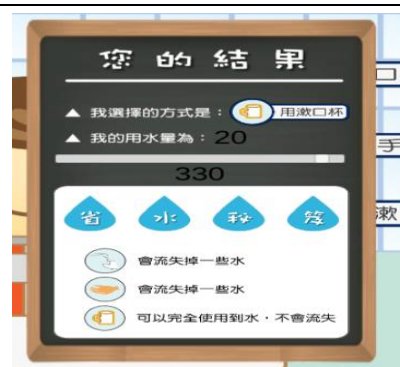 您的結果
▲ 我選擇的方式是：用漱口杯
▲ 我的用水量為：20
330
省水秘笈
會流失掉一些水
會流失掉一些水
可以完全使用到水，不會流失
口
手
漱